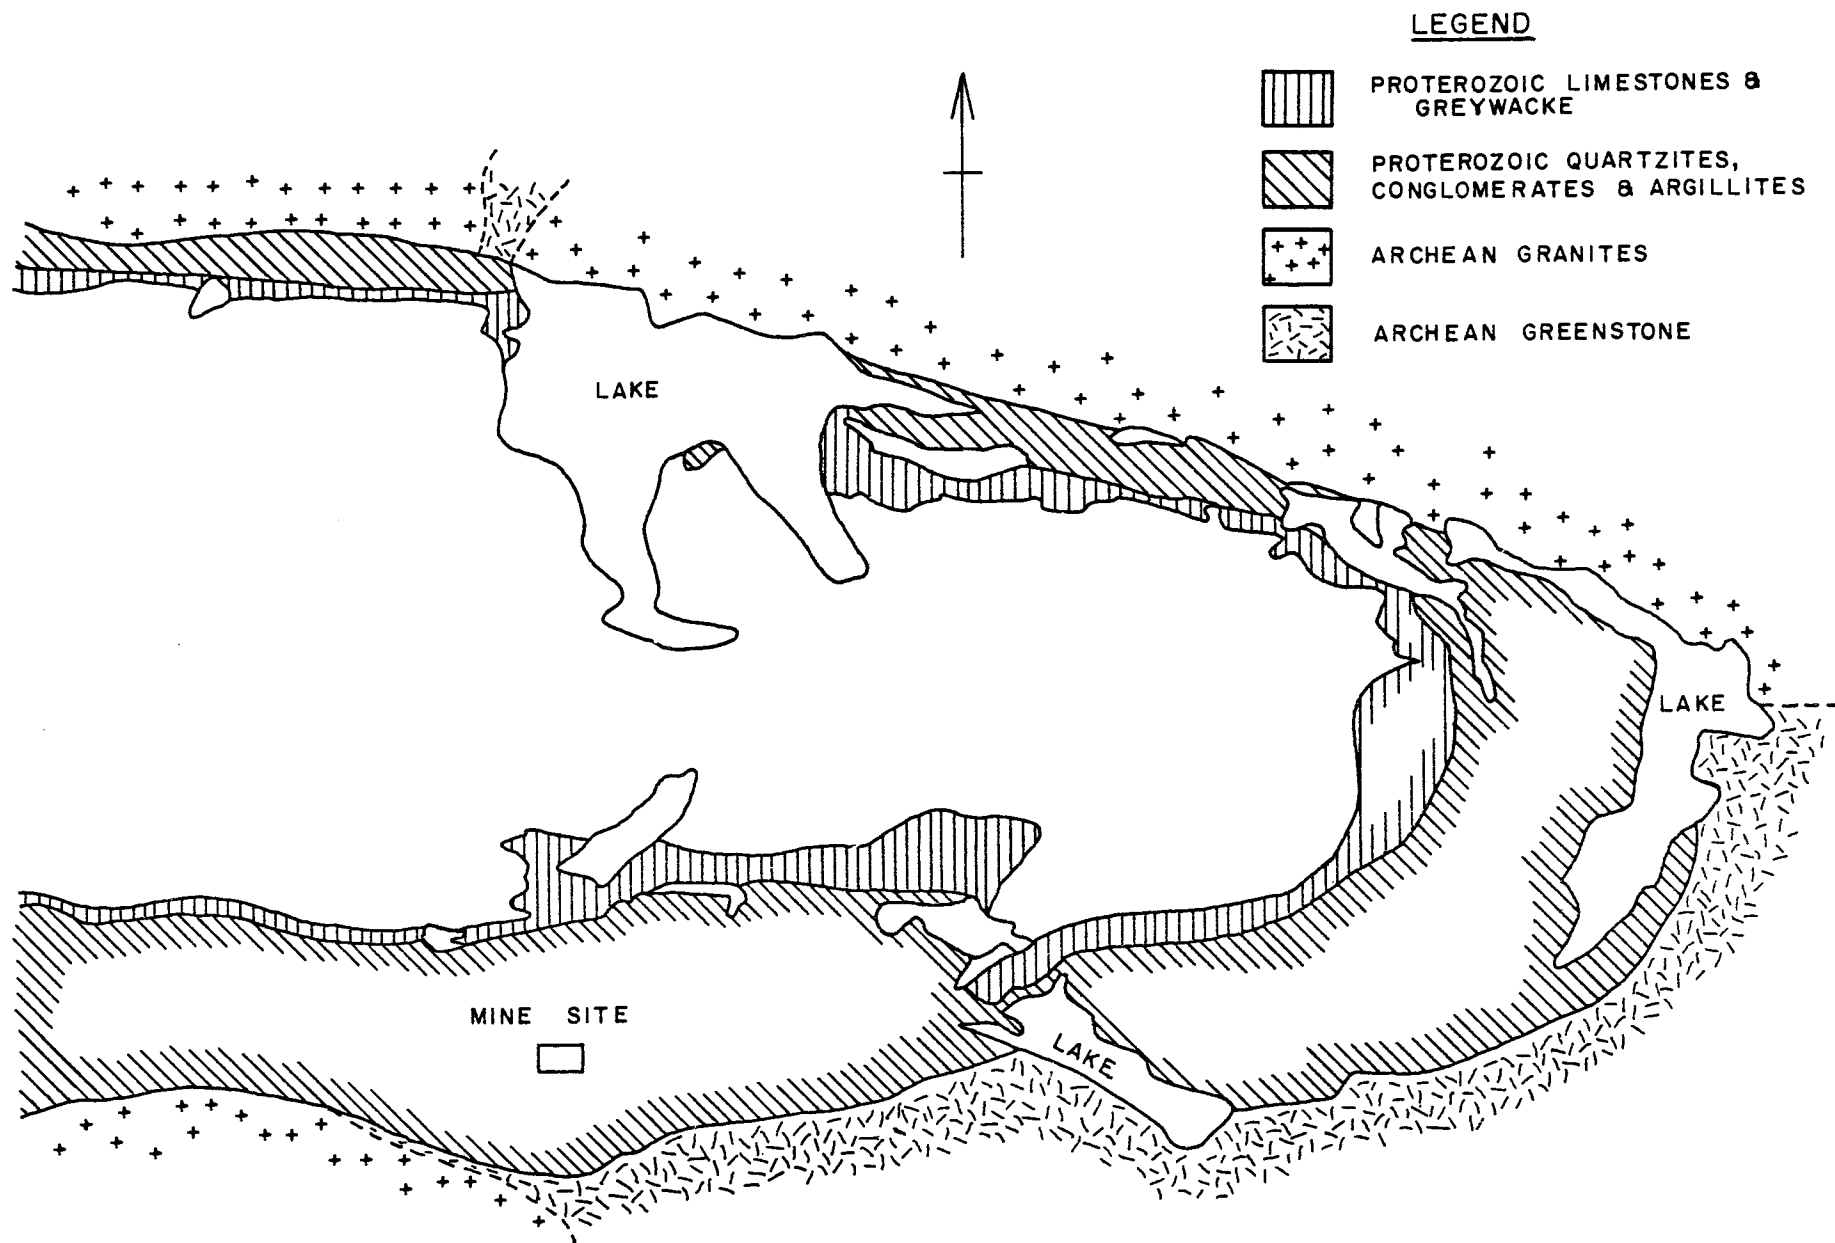 LEGEND
PROTEROZOIC LIMESTONES &
GREYWACKE
PROTEROZOIC QUARTZITES,
CONGLOMERATES & ARGILLITES
ARCHEAN GRANITES
ARCHEAN GREENSTONE
LAKE
LAKE
MINE SITE
LAKE